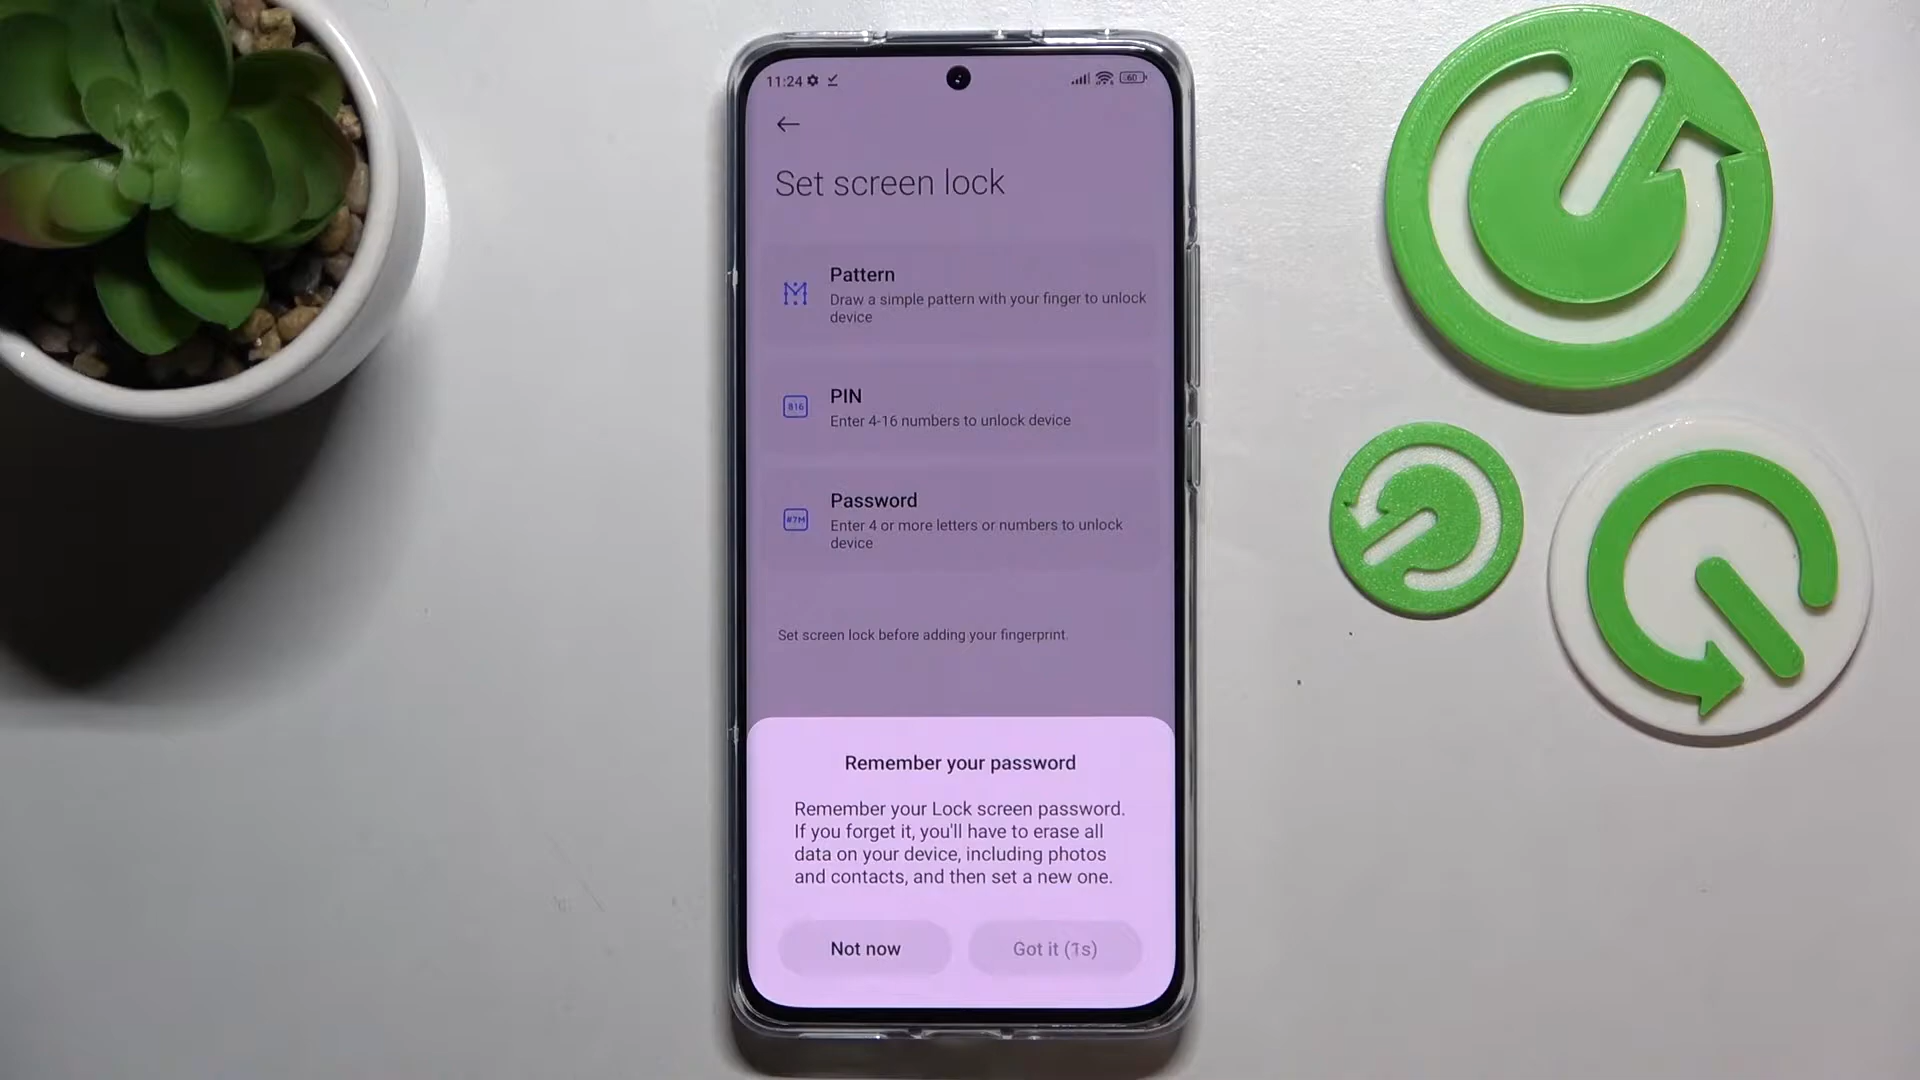 11:24
60
Set screen lock
Pattern
Draw a simple pattern with your finger to unlock
device
816
PIN
Enter 4-16 numbers to unlock device
#7M
Password
Enter 4 or more letters or numbers to unlock
device
Set screen lock before adding your fingerprint.
Remember your password
Remember your Lock screen password.
If you forget it, you'll have to erase all
data on your device, including photos
and contacts, and then set a new one.
Not now
Got it (1s)